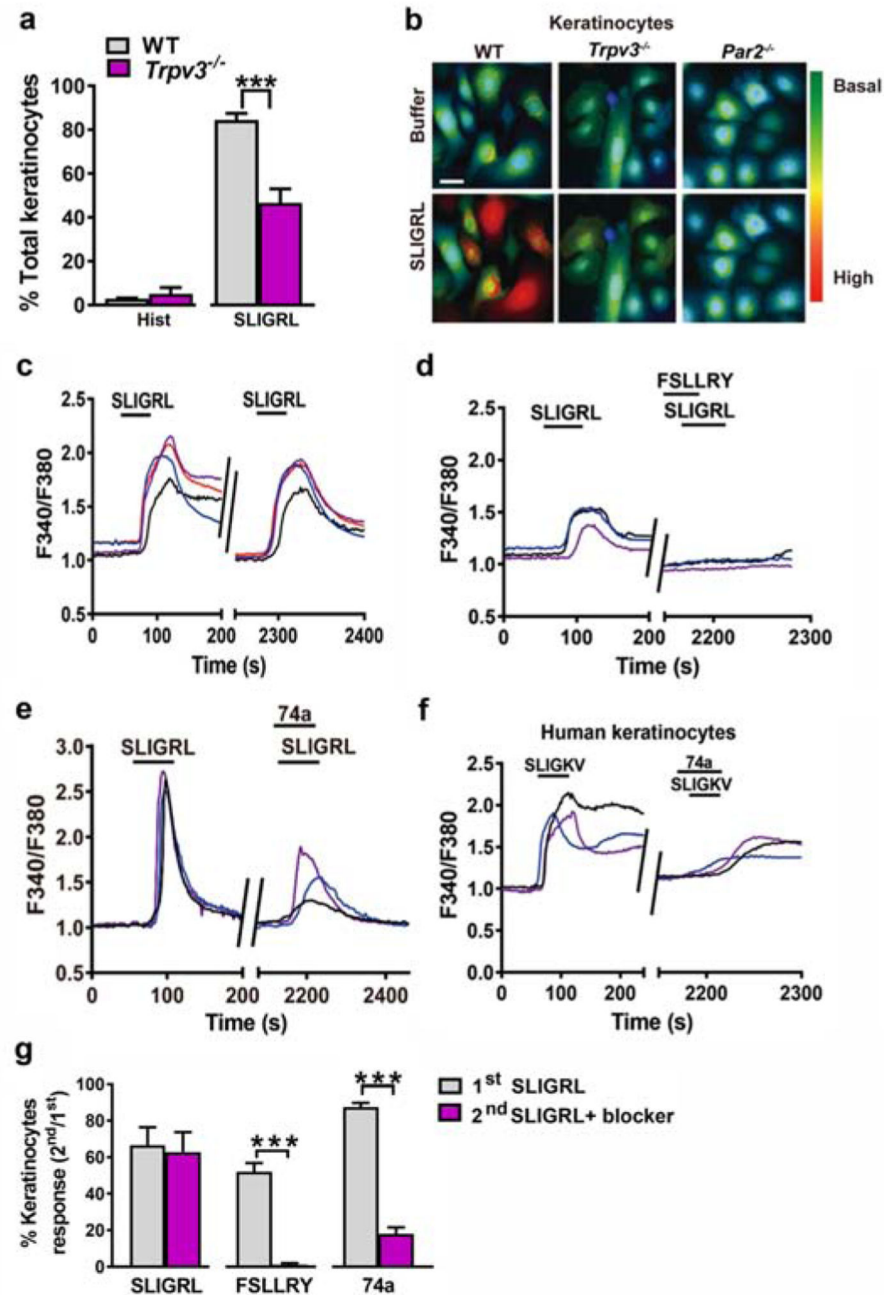 a
WT
Trpv3-/-
% Total keratinocytes
100
80
60
40
20
0
***
Hist
SLIGRL
b
Keratinocytes
WT
Trpv3-/-
Par2-/-
Buffer
SLIGRL
Basal
High
c
SLIGRL
SLIGRL
F340/F380
2.5
2.0
1.5
1.0
0.5
0
100
200
2300
2400
Time (s)
d
FSLLRY
SLIGRL
SLIGRL
F340/F380
2.5
2.0
1.5
1.0
0.5
0
100
200
2200
2300
Time (s)
e
74a
SLIGRL
SLIGRL
F340/F380
3.0
2.5
2.0
1.5
1.0
0.5
0
100
200
2200
2400
Time (s)
f
Human keratinocytes
74a
SLIGKV
SLIGKV
F340/F380
2.5
2.0
1.5
1.0
0.5
0.0
0
100
200
2200
2300
Time (s)
g
% Keratinocytes
response (2nd/1st)
100
80
60
40
20
0
***
***
SLIGRL
FSLLRY
74a
1st SLIGRL
2nd SLIGRL+ blocker